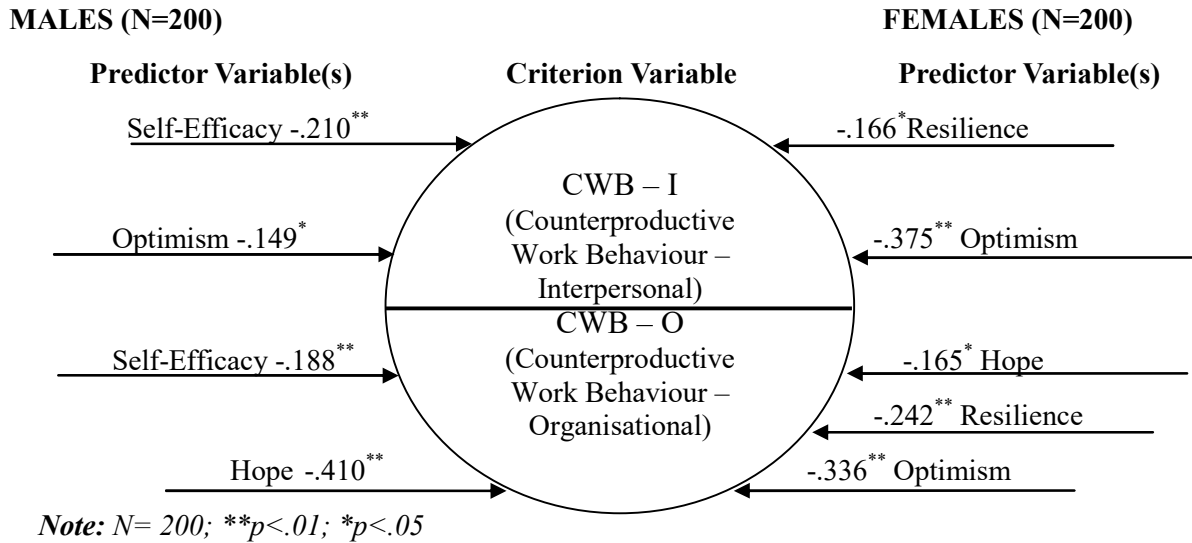 MALES (N=200) FEMALES (N=200)
Predictor Variable(s) Criterion Variable Predictor Variable(s)
Self-Efficacy -.210** -.166*Resilience
CWB – I
(Counterproductive
Optimism -.149* Work Behaviour – -.375** Optimism
Interpersonal)
CWB – O
Self-Efficacy -.188** (Counterproductive -.165* Hope
Work Behaviour –
Organisational) -.242** Resilience
Hope -.410** -.336** Optimism
Note: N= 200; **p<.01; *p<.05